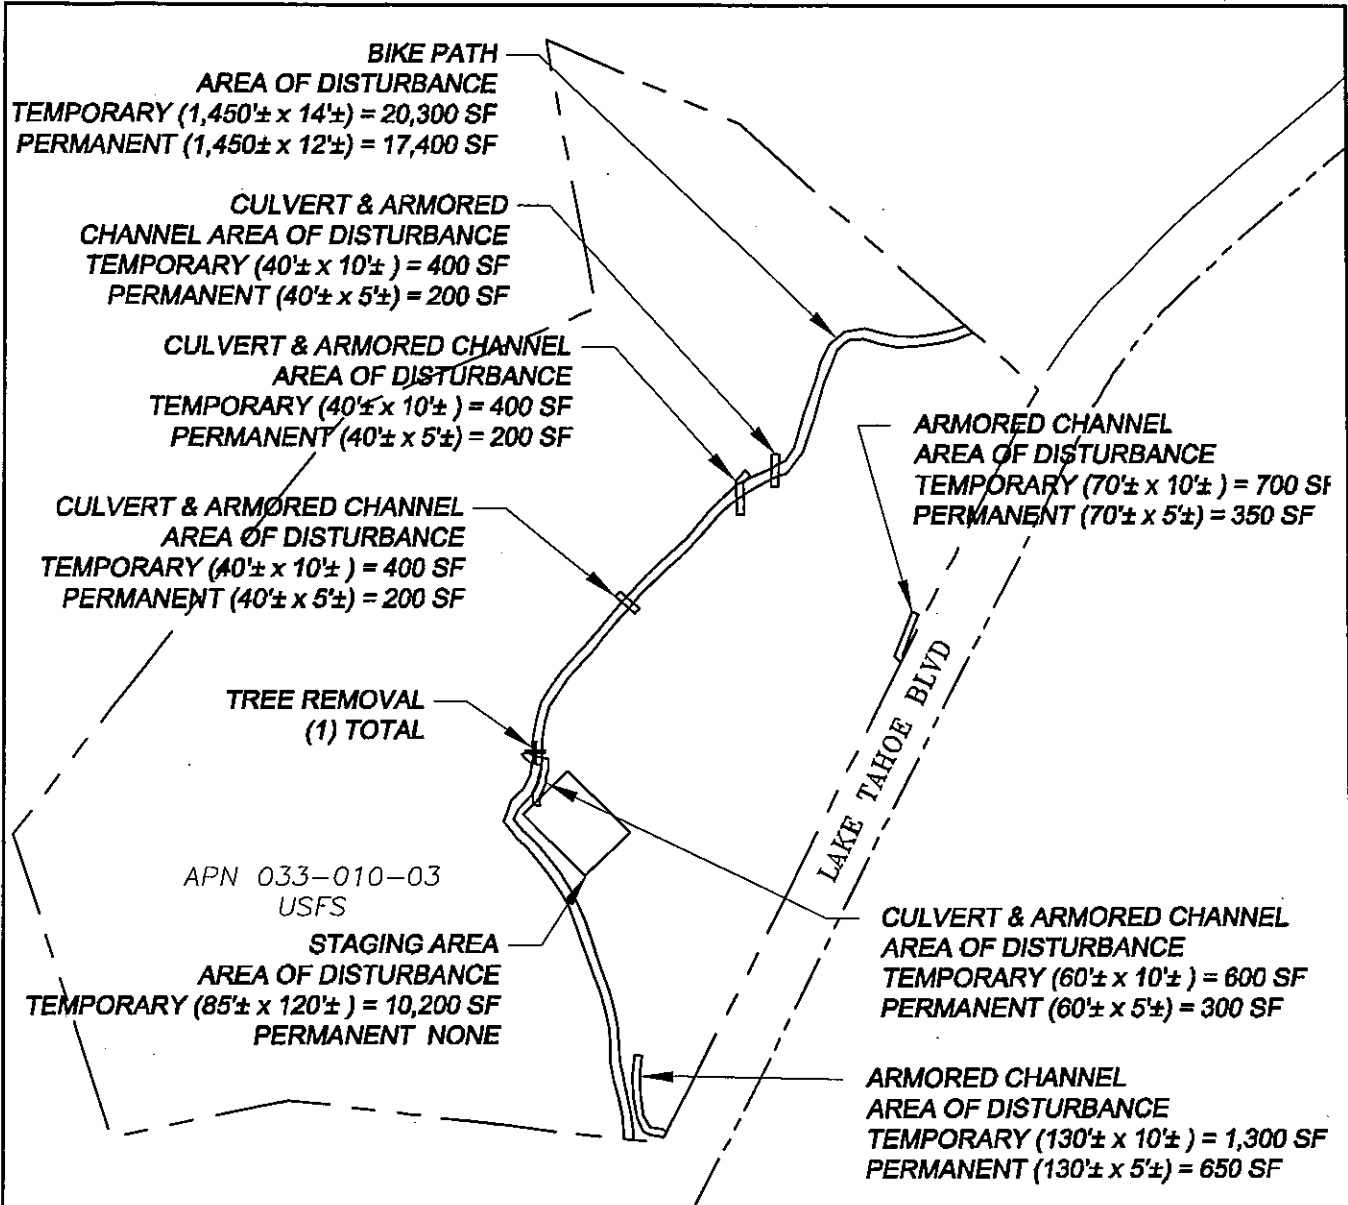 BIKE PATH
AREA OF DISTURBANCE
TEMPORARY (1,450'± x 14'±) = 20,300 SF
PERMANENT (1,450± x 12'±) = 17,400 SF
CULVERT & ARMORED
CHANNEL AREA OF DISTURBANCE
TEMPORARY (40'± x 10'± ) = 400 SF
PERMANENT (40'± x 5'±) = 200 SF
CULVERT & ARMORED CHANNEL
AREA OF DISTURBANCE
TEMPORARY (40'± x 10'± ) = 400 SF
PERMANENT (40'± x 5'±) = 200 SF
CULVERT & ARMORED CHANNEL
AREA OF DISTURBANCE
TEMPORARY (40'± x 10'± ) = 400 SF
PERMANENT (40'± x 5'±) = 200 SF
TREE REMOVAL
(1) TOTAL
APN 033-010-03
USFS
STAGING AREA
AREA OF DISTURBANCE
TEMPORARY (85'± x 120'± ) = 10,200 SF
PERMANENT NONE
ARMORED CHANNEL
AREA OF DISTURBANCE
TEMPORARY (70'± x 10'± ) = 700 SF
PERMANENT (70'± x 5'±) = 350 SF
LAKE TAHOE BLVD
CULVERT & ARMORED CHANNEL
AREA OF DISTURBANCE
TEMPORARY (60'± x 10'± ) = 600 SF
PERMANENT (60'± x 5'±) = 300 SF
ARMORED CHANNEL
AREA OF DISTURBANCE
TEMPORARY (130'± x 10'± ) = 1,300 SF
PERMANENT (130'± x 5'±) = 650 SF